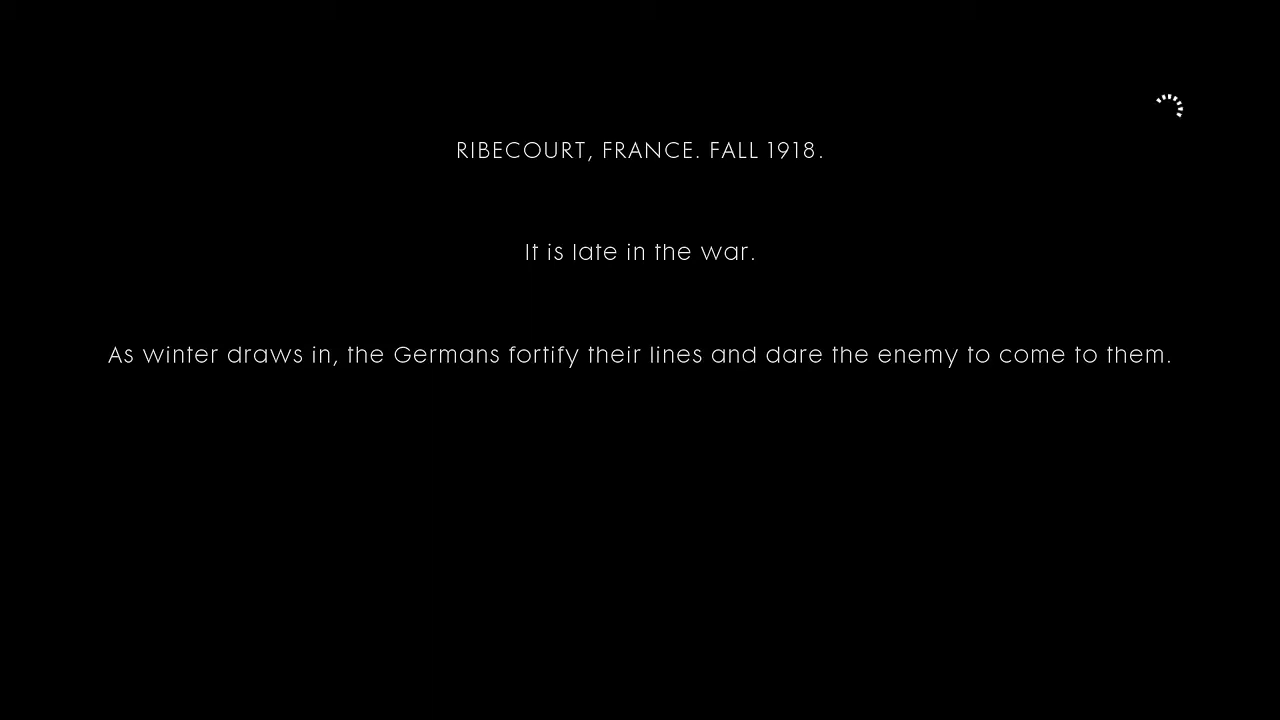 RIBECOURT, FRANCE. FALL 1918.
It is late in the war.
As winter draws in, the Germans fortify their lines and dare the enemy to come to them.